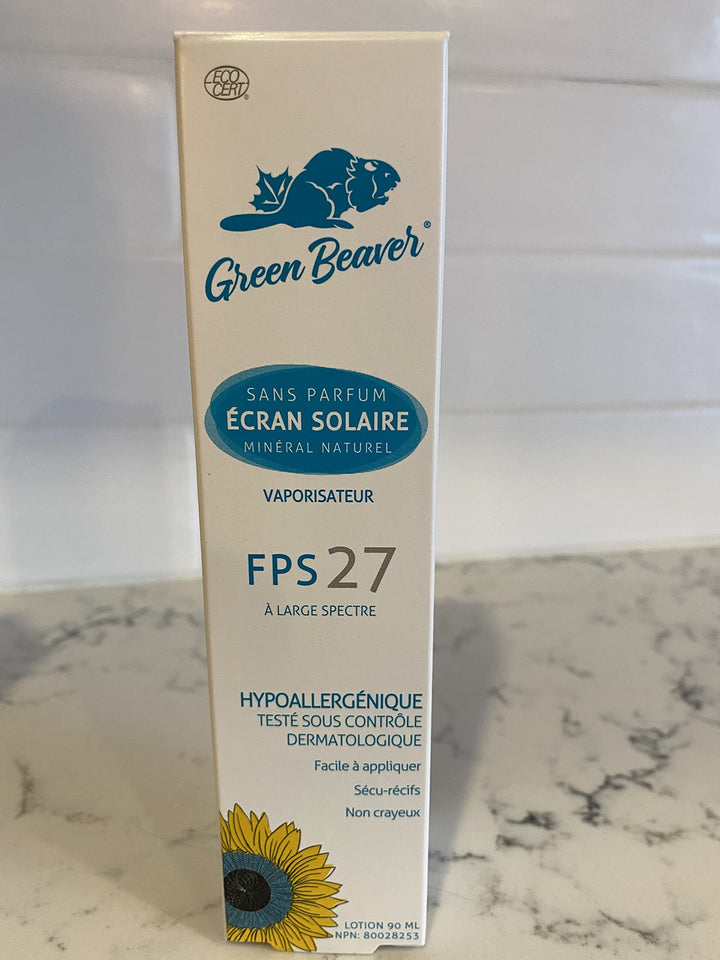 ECO
CERT®
Green Beaver®
SANS PARFUM
ÉCRAN SOLAIRE
MINÉRAL NATUREL
VAPORISATEUR
FPS 27
À LARGE SPECTRE
HYPOALLERGÉNIQUE
TESTÉ SOUS CONTRÔLE
DERMATOLOGIQUE
Facile à appliquer
Sécu-récifs
Non crayeux
LOTION 90 ML
NPN: 80028253